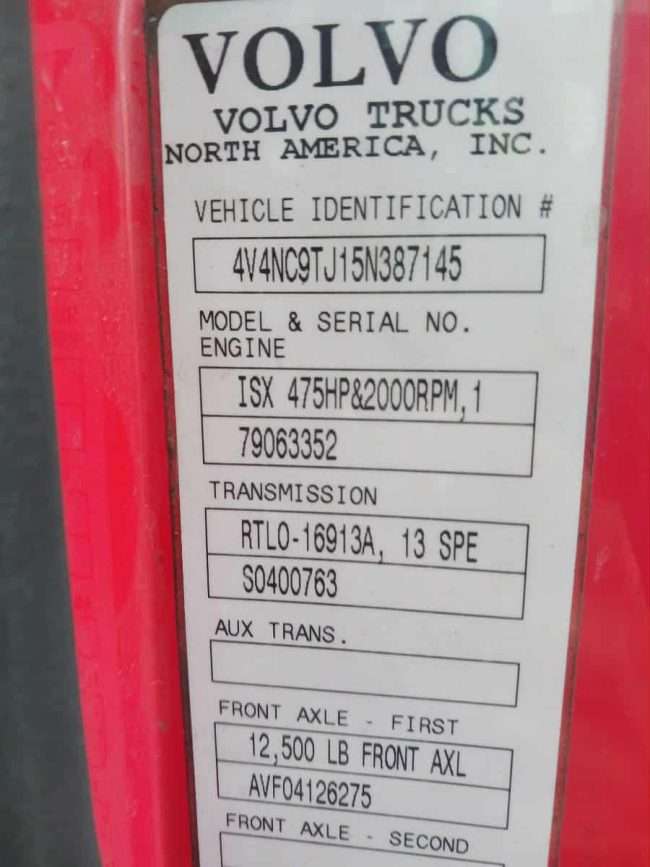 VOLVO
VOLVO TRUCKS
NORTH AMERICA, INC.
VEHICLE IDENTIFICATION #
4V4NC9TJ15N387145
MODEL & SERIAL NO.
ENGINE
ISX 475HP&2000RPM,1
79063352
TRANSMISSION
RTLO-16913A, 13 SPE
S0400763
AUX TRANS.
FRONT AXLE - FIRST
12,500 LB FRONT AXL
AVF04126275
FRONT AXLE - SECOND